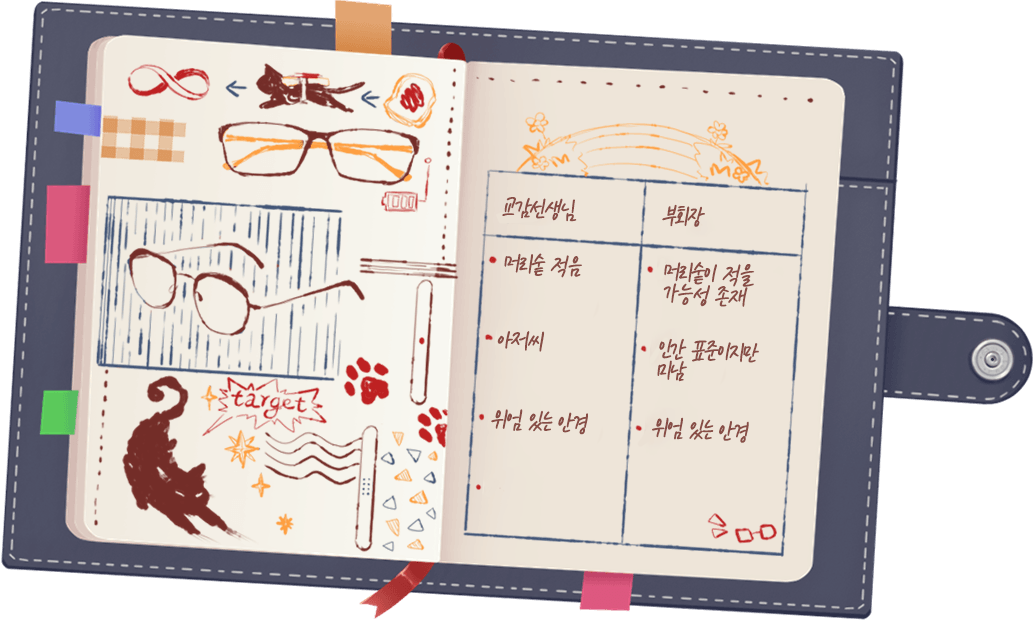 target
교감선생님
부회장
머리숱 적음
머리숱이 적을
가능성 존재
아저씨
인간 표준이지만
미남
위엄 있는 안경
위엄 있는 안경